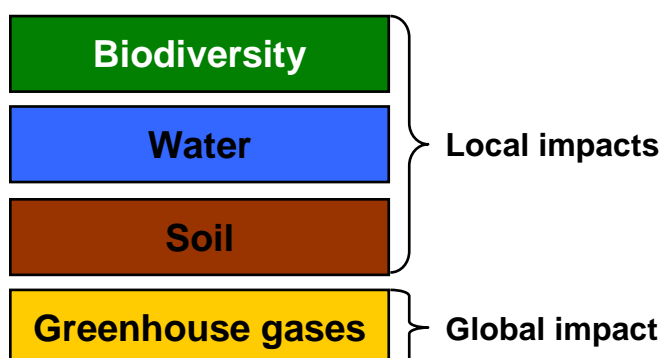 Biodiversity
Water
Local impacts
Soil
Greenhouse gases
Global impact